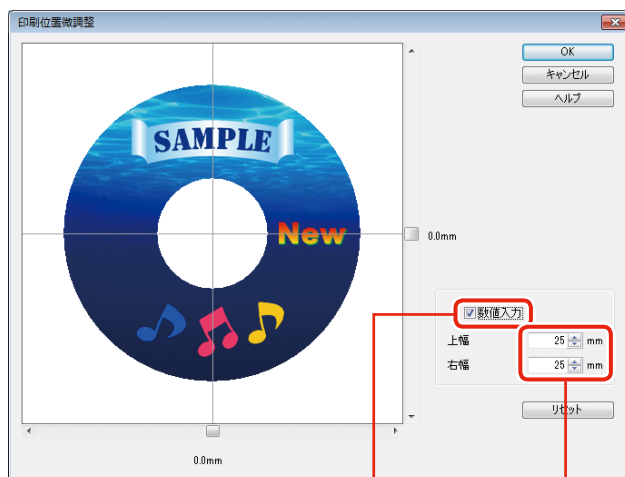 印刷位置微調整
OK
キャンセル
ヘルプ
SAMPLE
New
0.0mm
数値入力
上幅 25 mm
右幅 25 mm
リセット
0.0mm